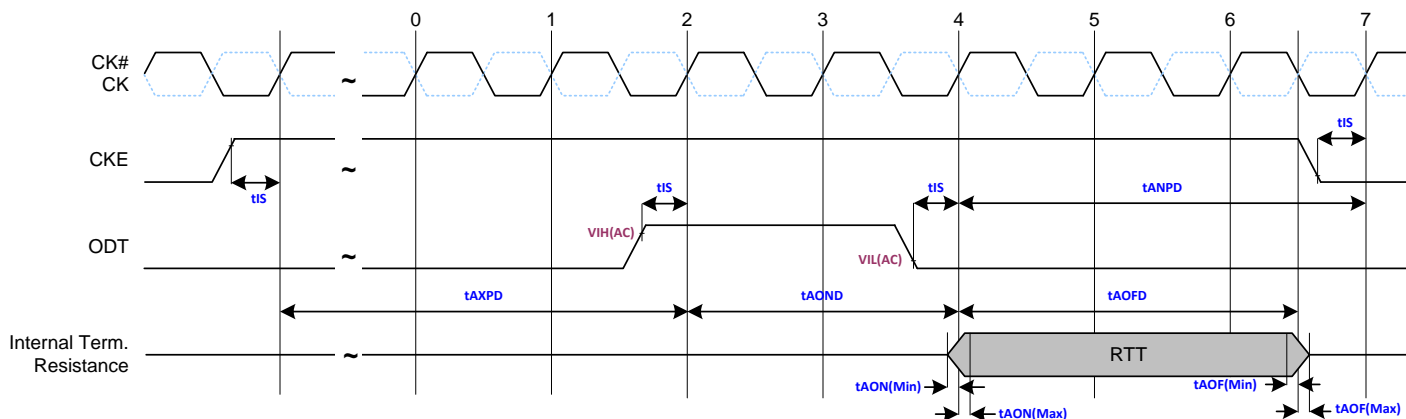 0 1 2 3 4 5 6 7
CK#
CK
~
CKE
~
tIS
tIS
tIS
tIS
tANPD
VIH(AC)
ODT
VIL(AC)
~
tAXPD
tAOND
tAOFD
Internal Term.
Resistance
~
RTT
tAON(Min)
tAOF(Min)
tAON(Max)
tAOF(Max)